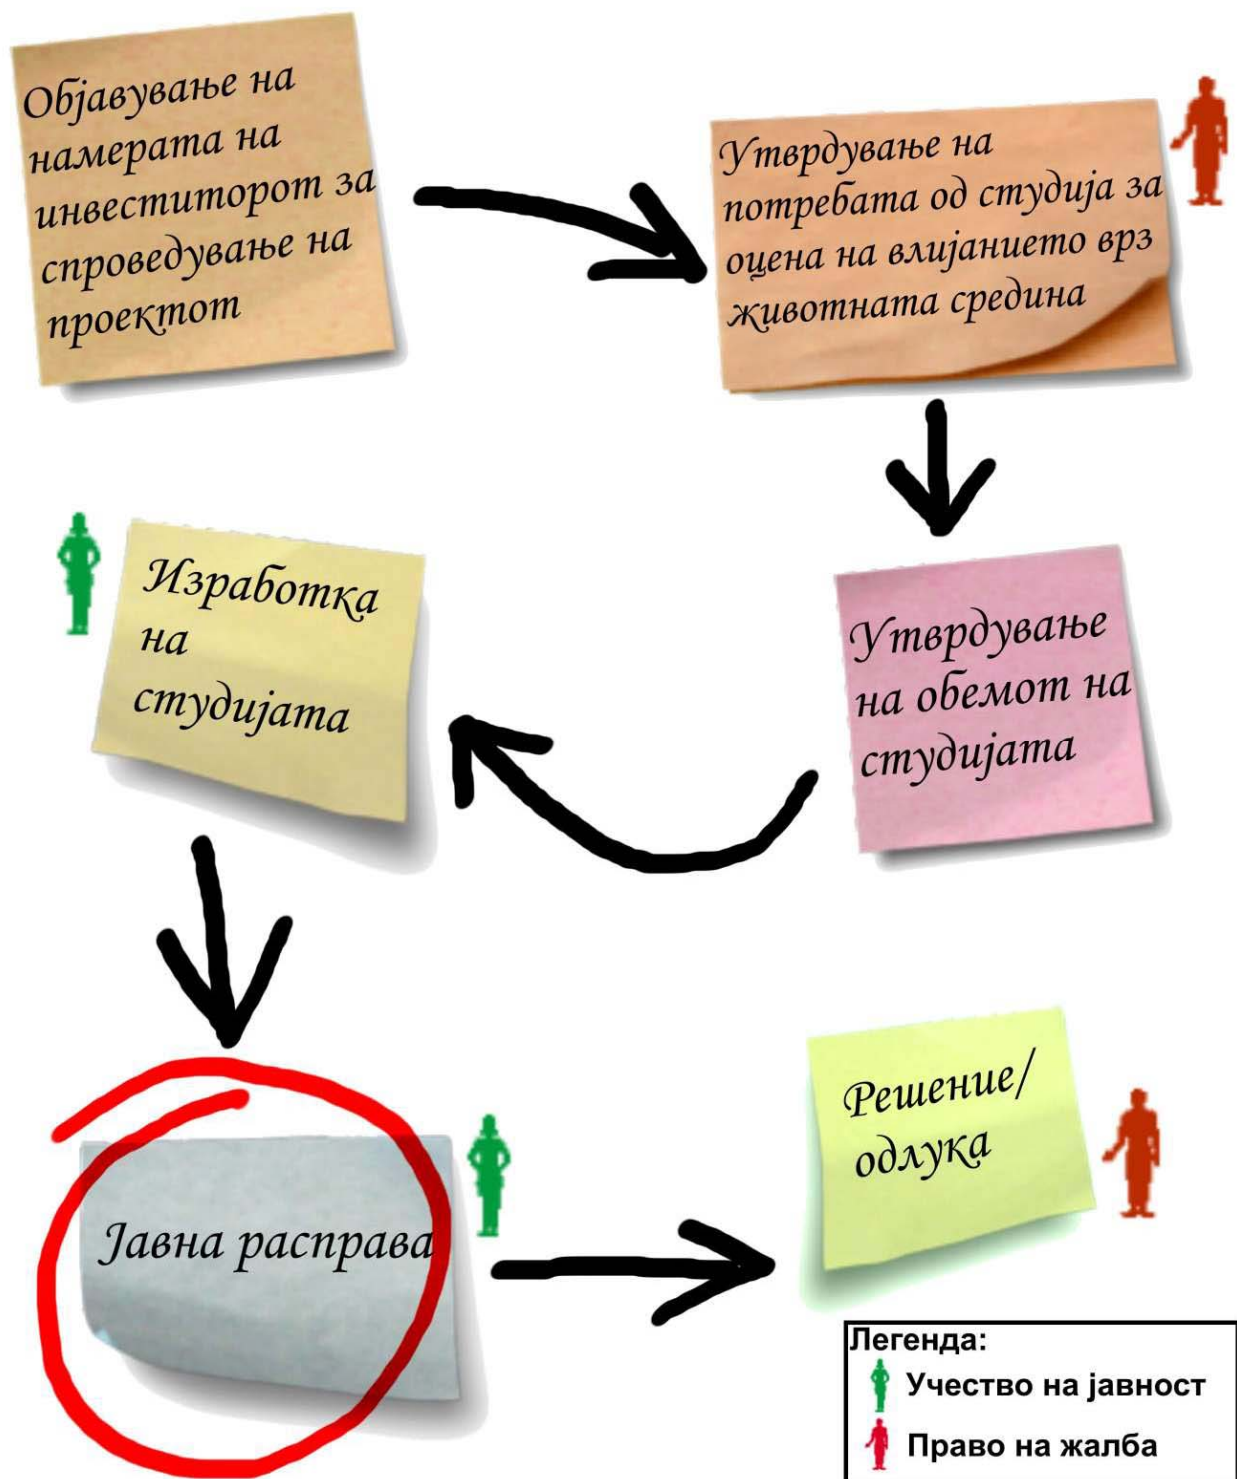 Објавување на
намерата на
инвеститорот за
спроведување на
проектот
Утврдување на
потребата од студија за
оцена на влијанието врз
животната средина
Утврдување
на обемот на
студијата
Изработка
на
студијата
Јавна расправа
Решение/
одлука
Легенда:
Учество на јавност
Право на жалба